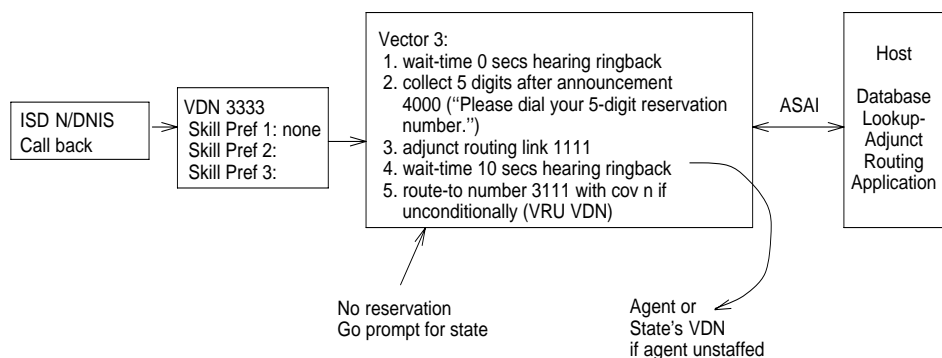 ISD N/DNIS
Call back
VDN 3333
Skill Pref 1: none
Skill Pref 2:
Skill Pref 3:
Vector 3:
1. wait-time 0 secs hearing ringback
2. collect 5 digits after announcement
4000 (“Please dial your 5-digit reservation
number.”)
3. adjunct routing link 1111
4. wait-time 10 secs hearing ringback
5. route-to number 3111 with cov n if
unconditionally (VRU VDN)
ASAI
Host
Database
Lookup-
Adjunct
Routing
Application
No reservation
Go prompt for state
Agent or
State’s VDN
if agent unstaffed